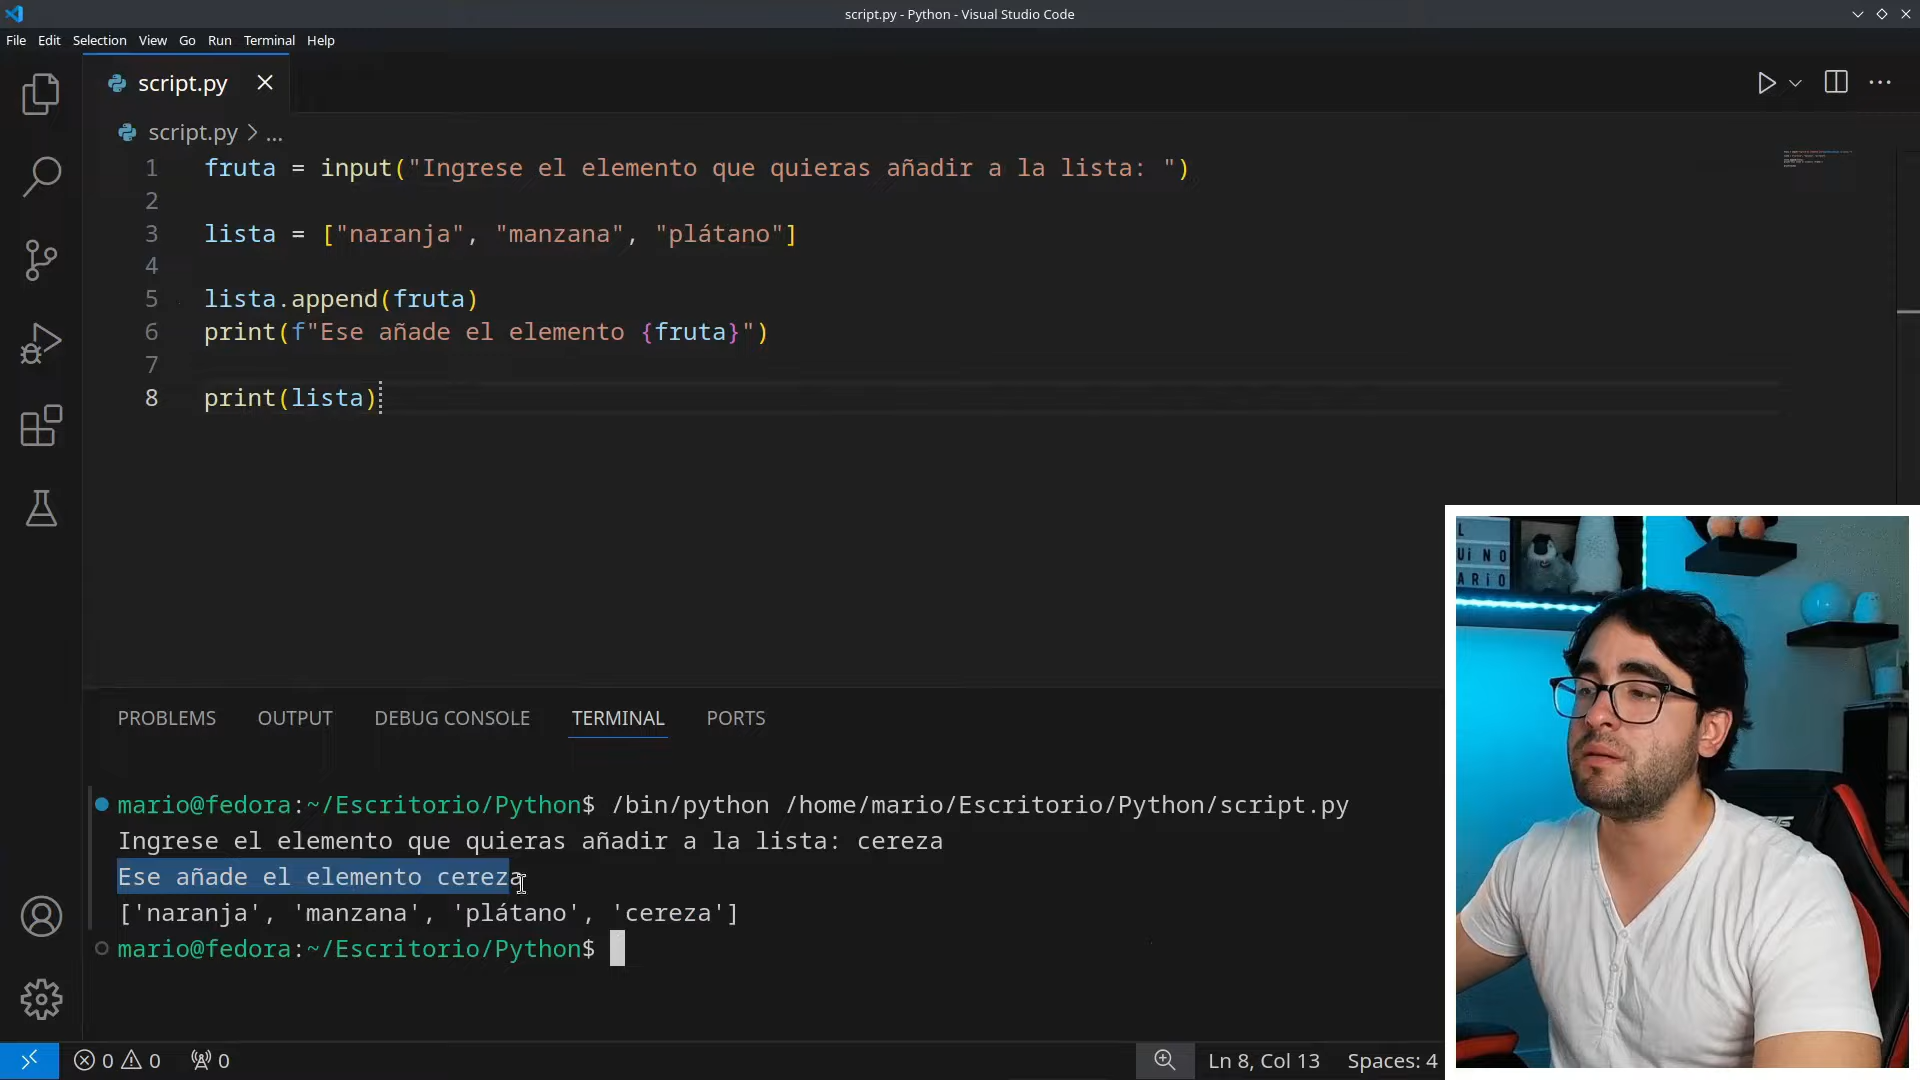 script.py - Python - Visual Studio Code
File Edit Selection View Go Run Terminal Help
script.py
script.py > ...
1 fruta = input("Ingrese el elemento que quieras añadir a la lista: ")
2
3 lista = ["naranja", "manzana", "plátano"]
4
5 lista.append(fruta)
6 print(f"Ese añade el elemento {fruta}")
7
8 print(lista)
PROBLEMS OUTPUT DEBUG CONSOLE TERMINAL PORTS
mario@fedora:~/Escritorio/Python$ /bin/python /home/mario/Escritorio/Python/script.py
Ingrese el elemento que quieras añadir a la lista: cereza
Ese añade el elemento cereza
['naranja', 'manzana', 'plátano', 'cereza']
mario@fedora:~/Escritorio/Python$
0 0 0 Ln 8, Col 13 Spaces: 4
L
UiNO
ARiO